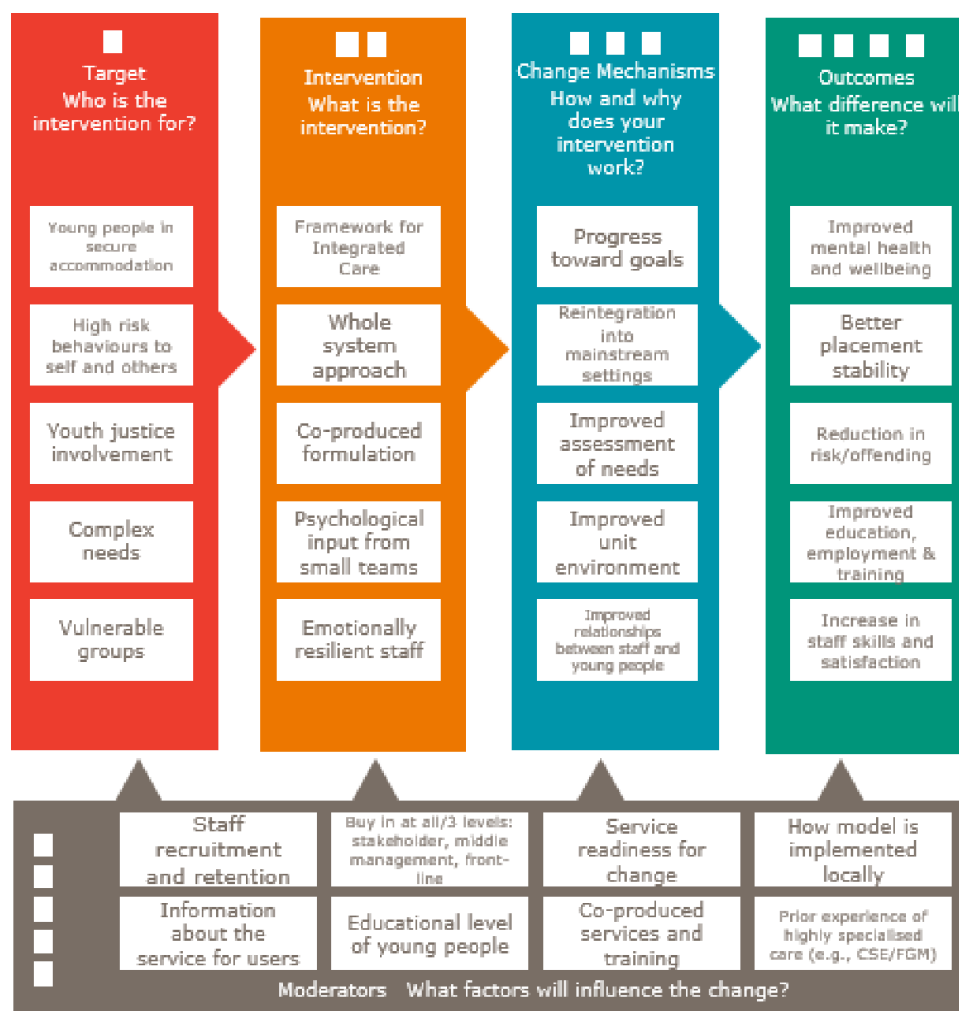 Target
Who is the
intervention for?
Young people in
secure
accommodation
High risk
behaviours to
self and others
Youth justice
involvement
Complex
needs
Vulnerable
groups
Intervention
What is the
intervention?
Framework for
Integrated
Care
Whole
system
approach
Co-produced
formulation
Psychological
input from
small teams
Emotionally
resilient staff
Change Mechanisms
How and why
does your
intervention
work?
Progress
toward goals
Reintegration
into
mainstream
settings
Improved
assessment
of needs
Improved
unit
environment
Improved
relationships
between staff and
young people
Outcomes
What difference will
it make?
Improved
mental health
and wellbeing
Better
placement
stability
Reduction in
risk/offending
Improved
education,
employment &
training
Increase in
staff skills and
satisfaction
Staff
recruitment
and retention
Buy in at all/3 levels:
stakeholder, middle
management, front-
line
Service
readiness for
change
How model is
implemented
locally
Information
about the
service for users
Educational level
of young people
Co-produced
services and
training
Prior experience of
highly specialised
care (e.g., CSE/FGM)
Moderators What factors will influence the change?